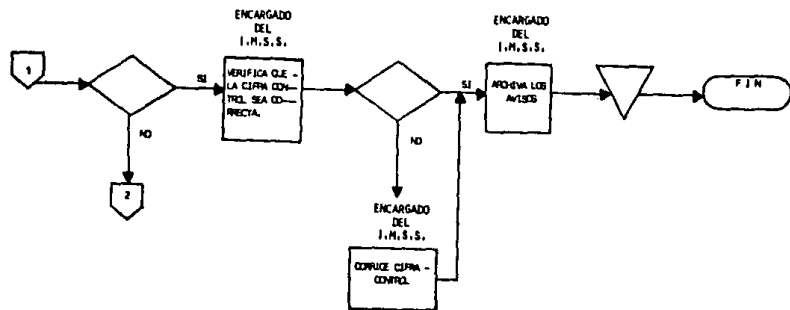 1
SI
NO
2
ENCARGADO
DEL
I.M.S.S.
VERIFICA QUE -
LA CIFRA CON-
TROL SEA CO-
RRECTA.
SI
NO
ENCARGADO
DEL
I.M.S.S.
CORRICE CIFRA -
CONTROL
ENCARGADO
DEL
I.M.S.S.
ARCHIVA LOS
AVISOS
F I N